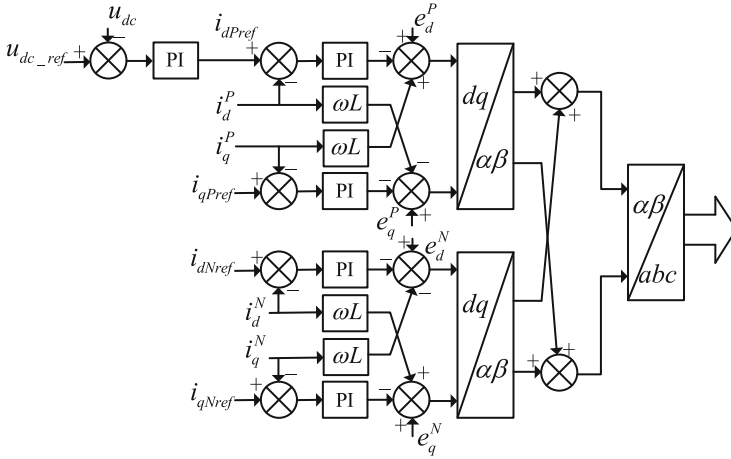 u_dc
u_dc_ref + −
PI
i_dPref
+ −
PI
e_d^P
− + +
dq
αβ
i_d^P
ωL
i_q^P
ωL
i_qPref
+ −
PI
− − +
e_q^P
+ +
αβ
abc
i_dNref
+ −
PI
e_d^N
+ − −
dq
αβ
i_d^N
ωL
i_q^N
ωL
i_qNref
+ −
PI
− + +
e_q^N
+ +